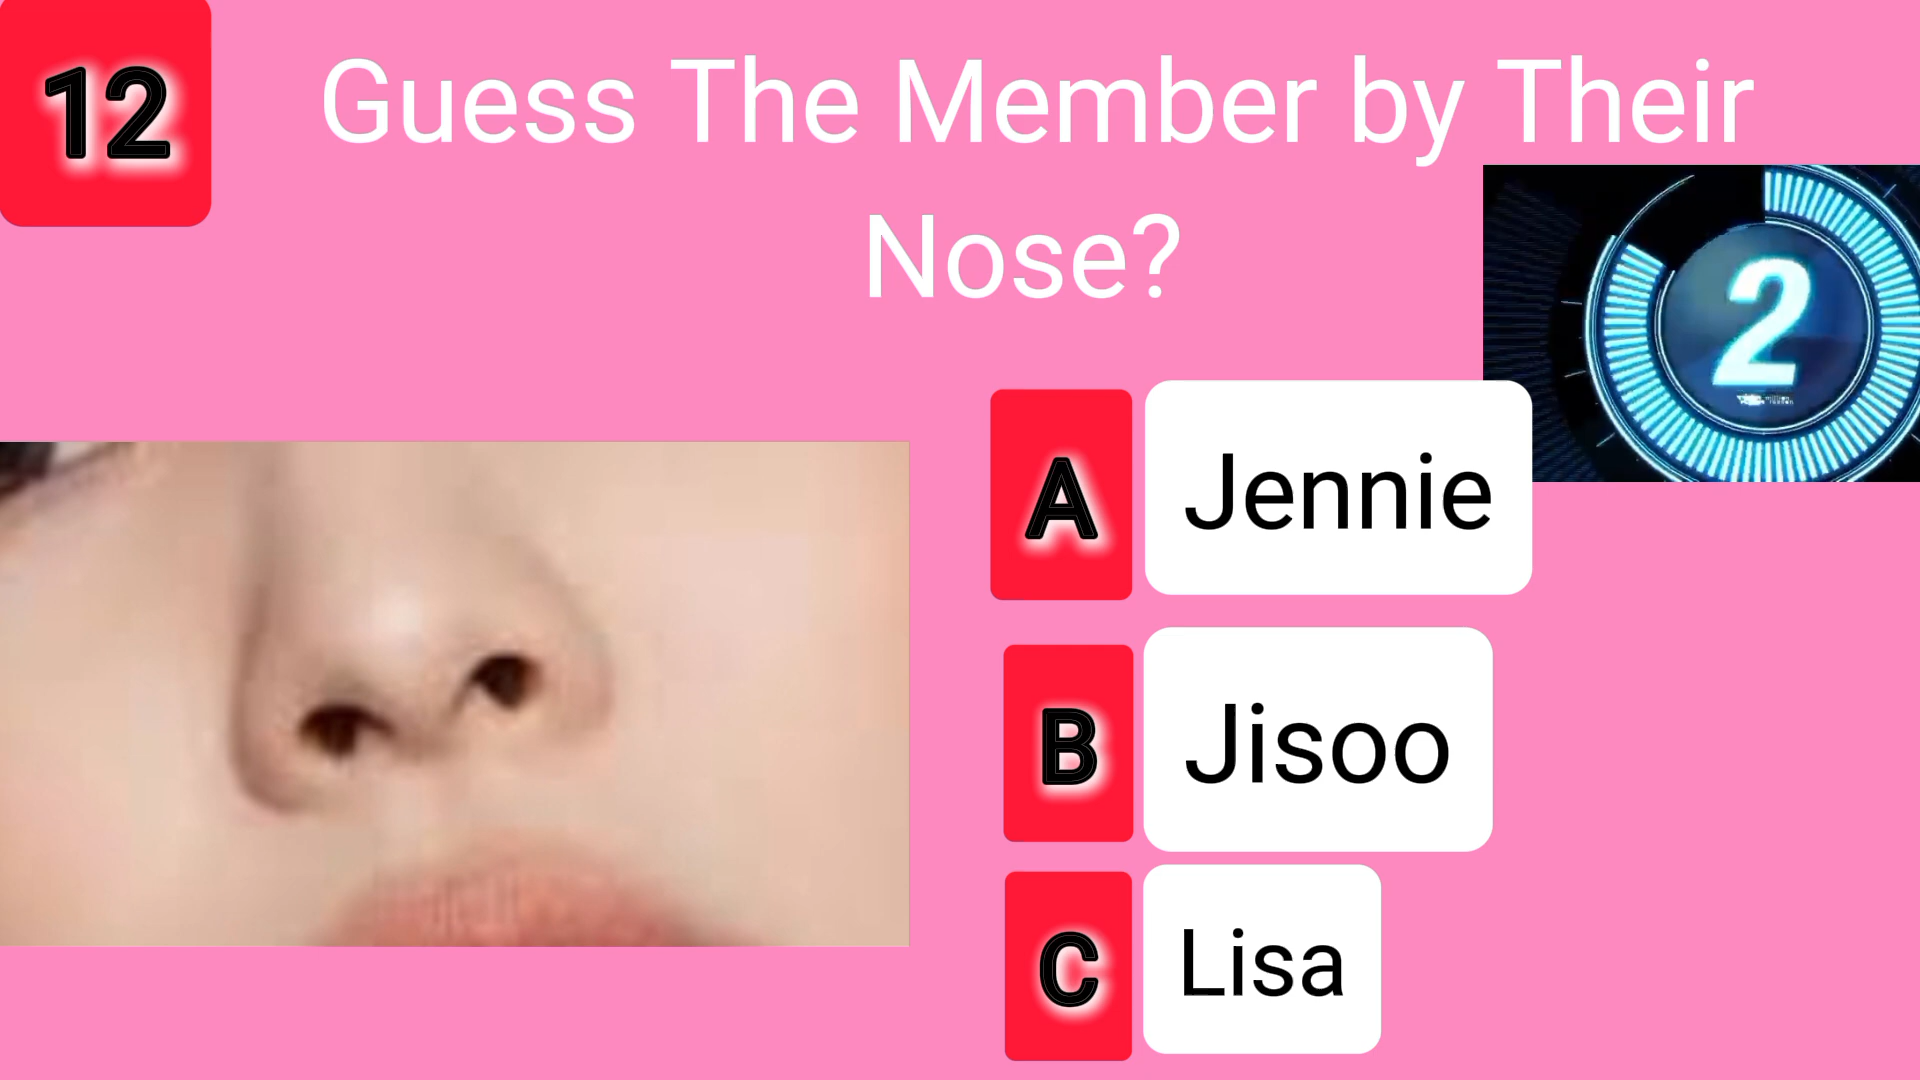 12
Guess The Member by Their
Nose?
2
A
Jennie
B
Jisoo
C
Lisa